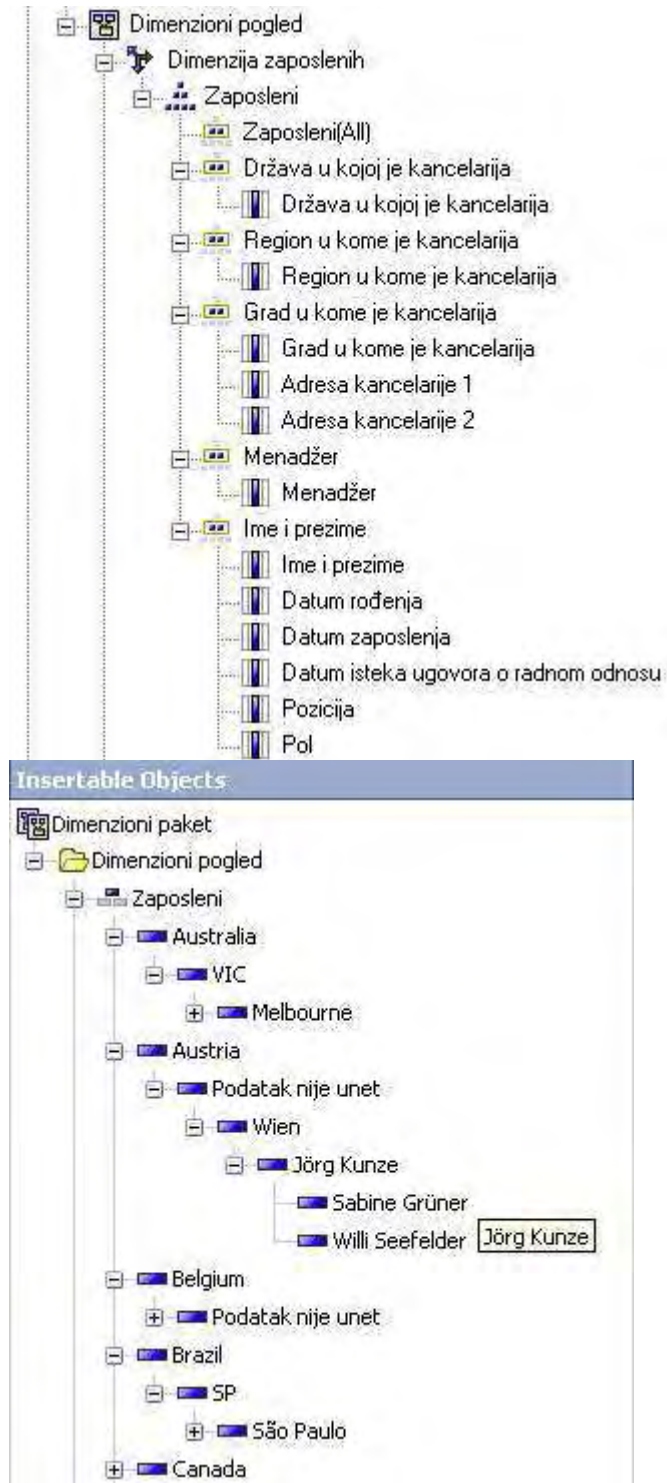 Dimenzioni pogled
Dimenzija zaposlenih
Zaposleni
Zaposleni(All)
Država u kojoj je kancelarija
Država u kojoj je kancelarija
Region u kome je kancelarija
Region u kome je kancelarija
Grad u kome je kancelarija
Grad u kome je kancelarija
Adresa kancelarije 1
Adresa kancelarije 2
Menadžer
Menadžer
Ime i prezime
Ime i prezime
Datum rođenja
Datum zaposlenja
Datum isteka ugovora o radnom odnosu
Pozicija
Pol
Insertable Objects
Dimenzioni paket
Dimenzioni pogled
Zaposleni
Australia
VIC
Melbourne
Austria
Podatak nije unet
Wien
Jörg Kunze
Sabine Grüner
Willi Seefelder Jörg Kunze
Belgium
Podatak nije unet
Brazil
SP
São Paulo
Canada